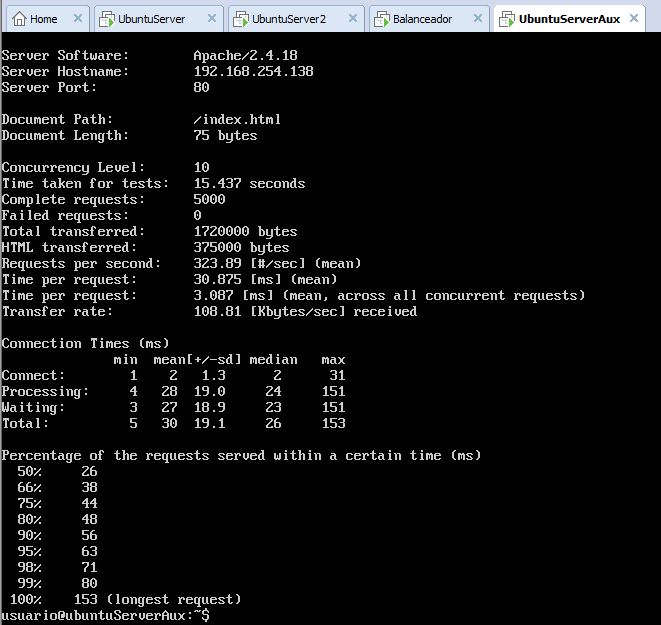 Home UbuntuServer UbuntuServer2 Balanceador UbuntuServerAux
Server Software: Apache/2.4.18
Server Hostname: 192.168.254.138
Server Port: 80
Document Path: /index.html
Document Length: 75 bytes
Concurrency Level: 10
Time taken for tests: 15.437 seconds
Complete requests: 5000
Failed requests: 0
Total transferred: 1720000 bytes
HTML transferred: 375000 bytes
Requests per second: 323.89 [#/sec] (mean)
Time per request: 30.875 [ms] (mean)
Time per request: 3.087 [ms] (mean, across all concurrent requests)
Transfer rate: 108.81 [Kbytes/sec] received
Connection Times (ms)
min mean[+/-sd] median max
Connect: 1 2 1.3 2 31
Processing: 4 28 19.0 24 151
Waiting: 3 27 18.9 23 151
Total: 5 30 19.1 26 153
Percentage of the requests served within a certain time (ms)
50% 26
66% 38
75% 44
80% 48
90% 56
95% 63
98% 71
99% 80
100% 153 (longest request)
usuario@ubuntuServerAux:~$